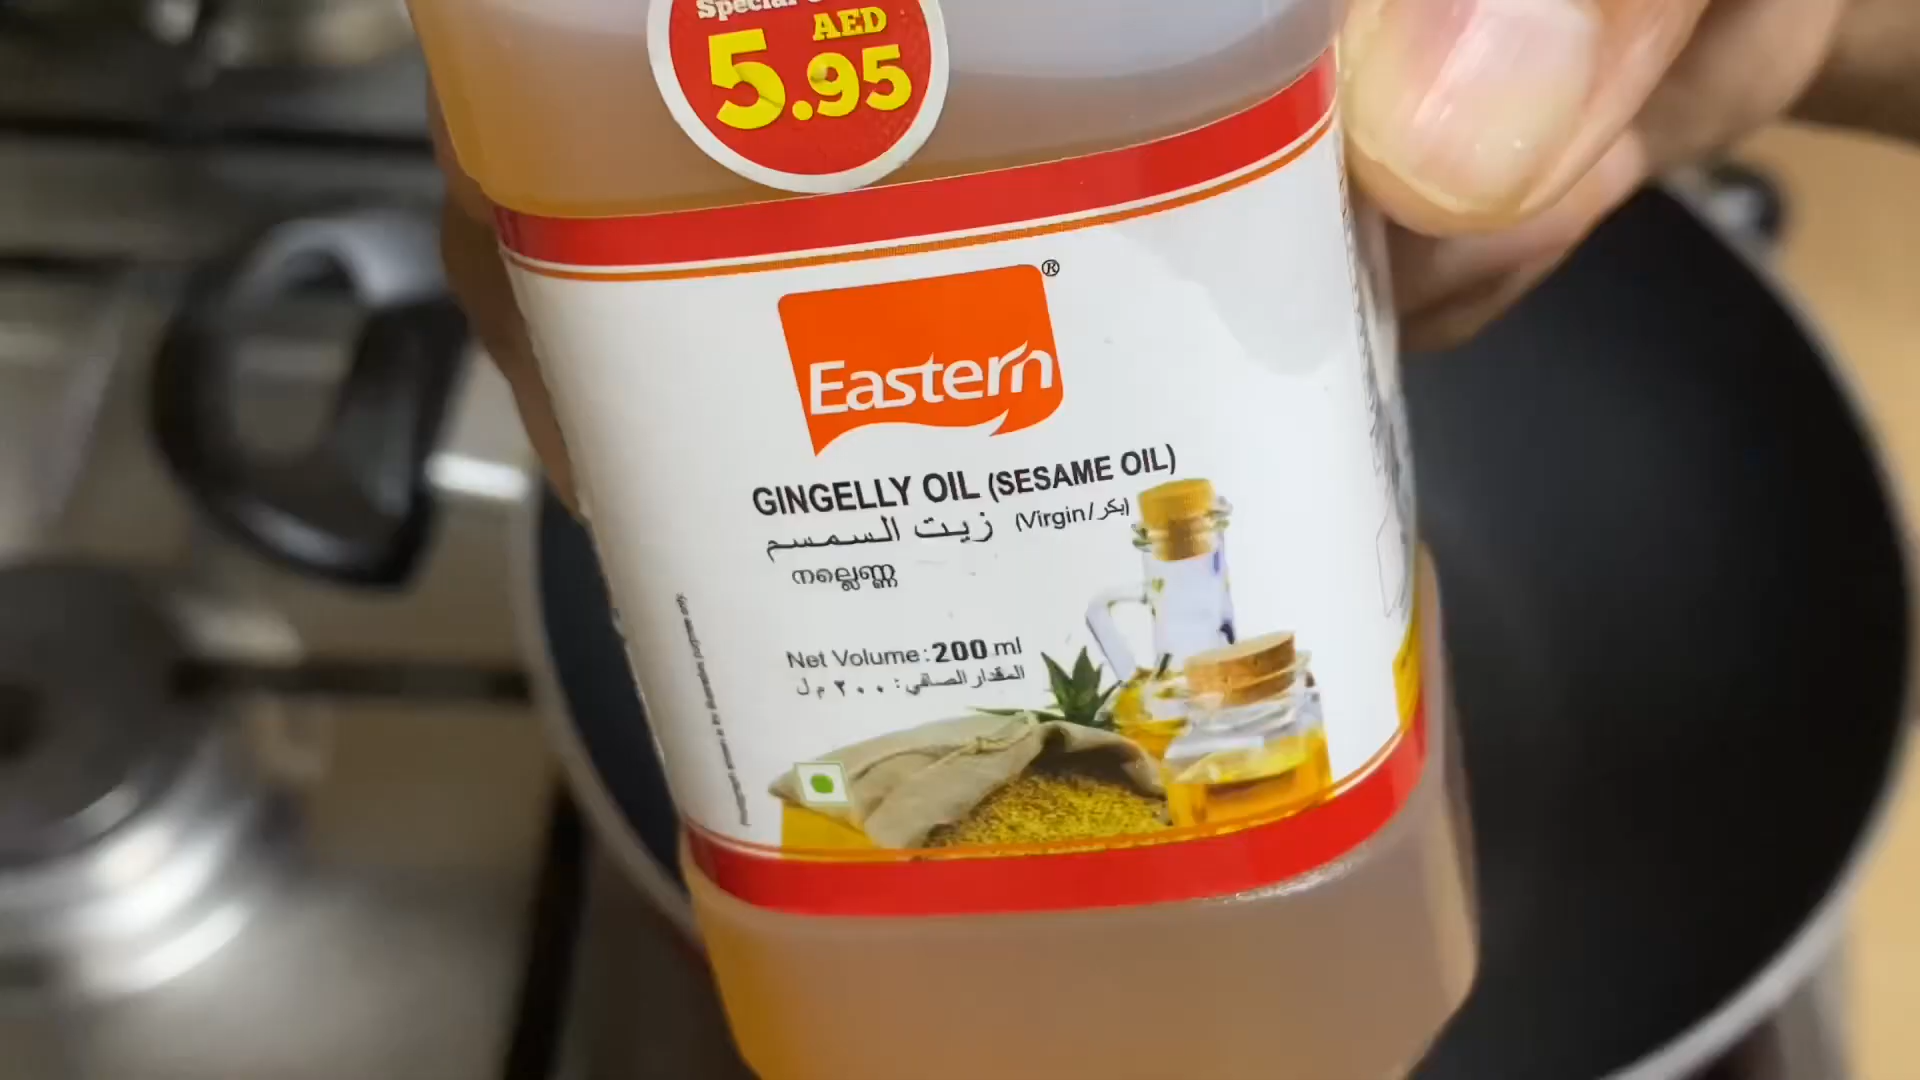 Special
AED
5.95
Eastern®
GINGELLY OIL (SESAME OIL)
زيت السمسم (Virgin/بكر)
നല്ലെണ്ണ
Net Volume: 200 ml
المقدار الصافي: ٢٠٠ م ل